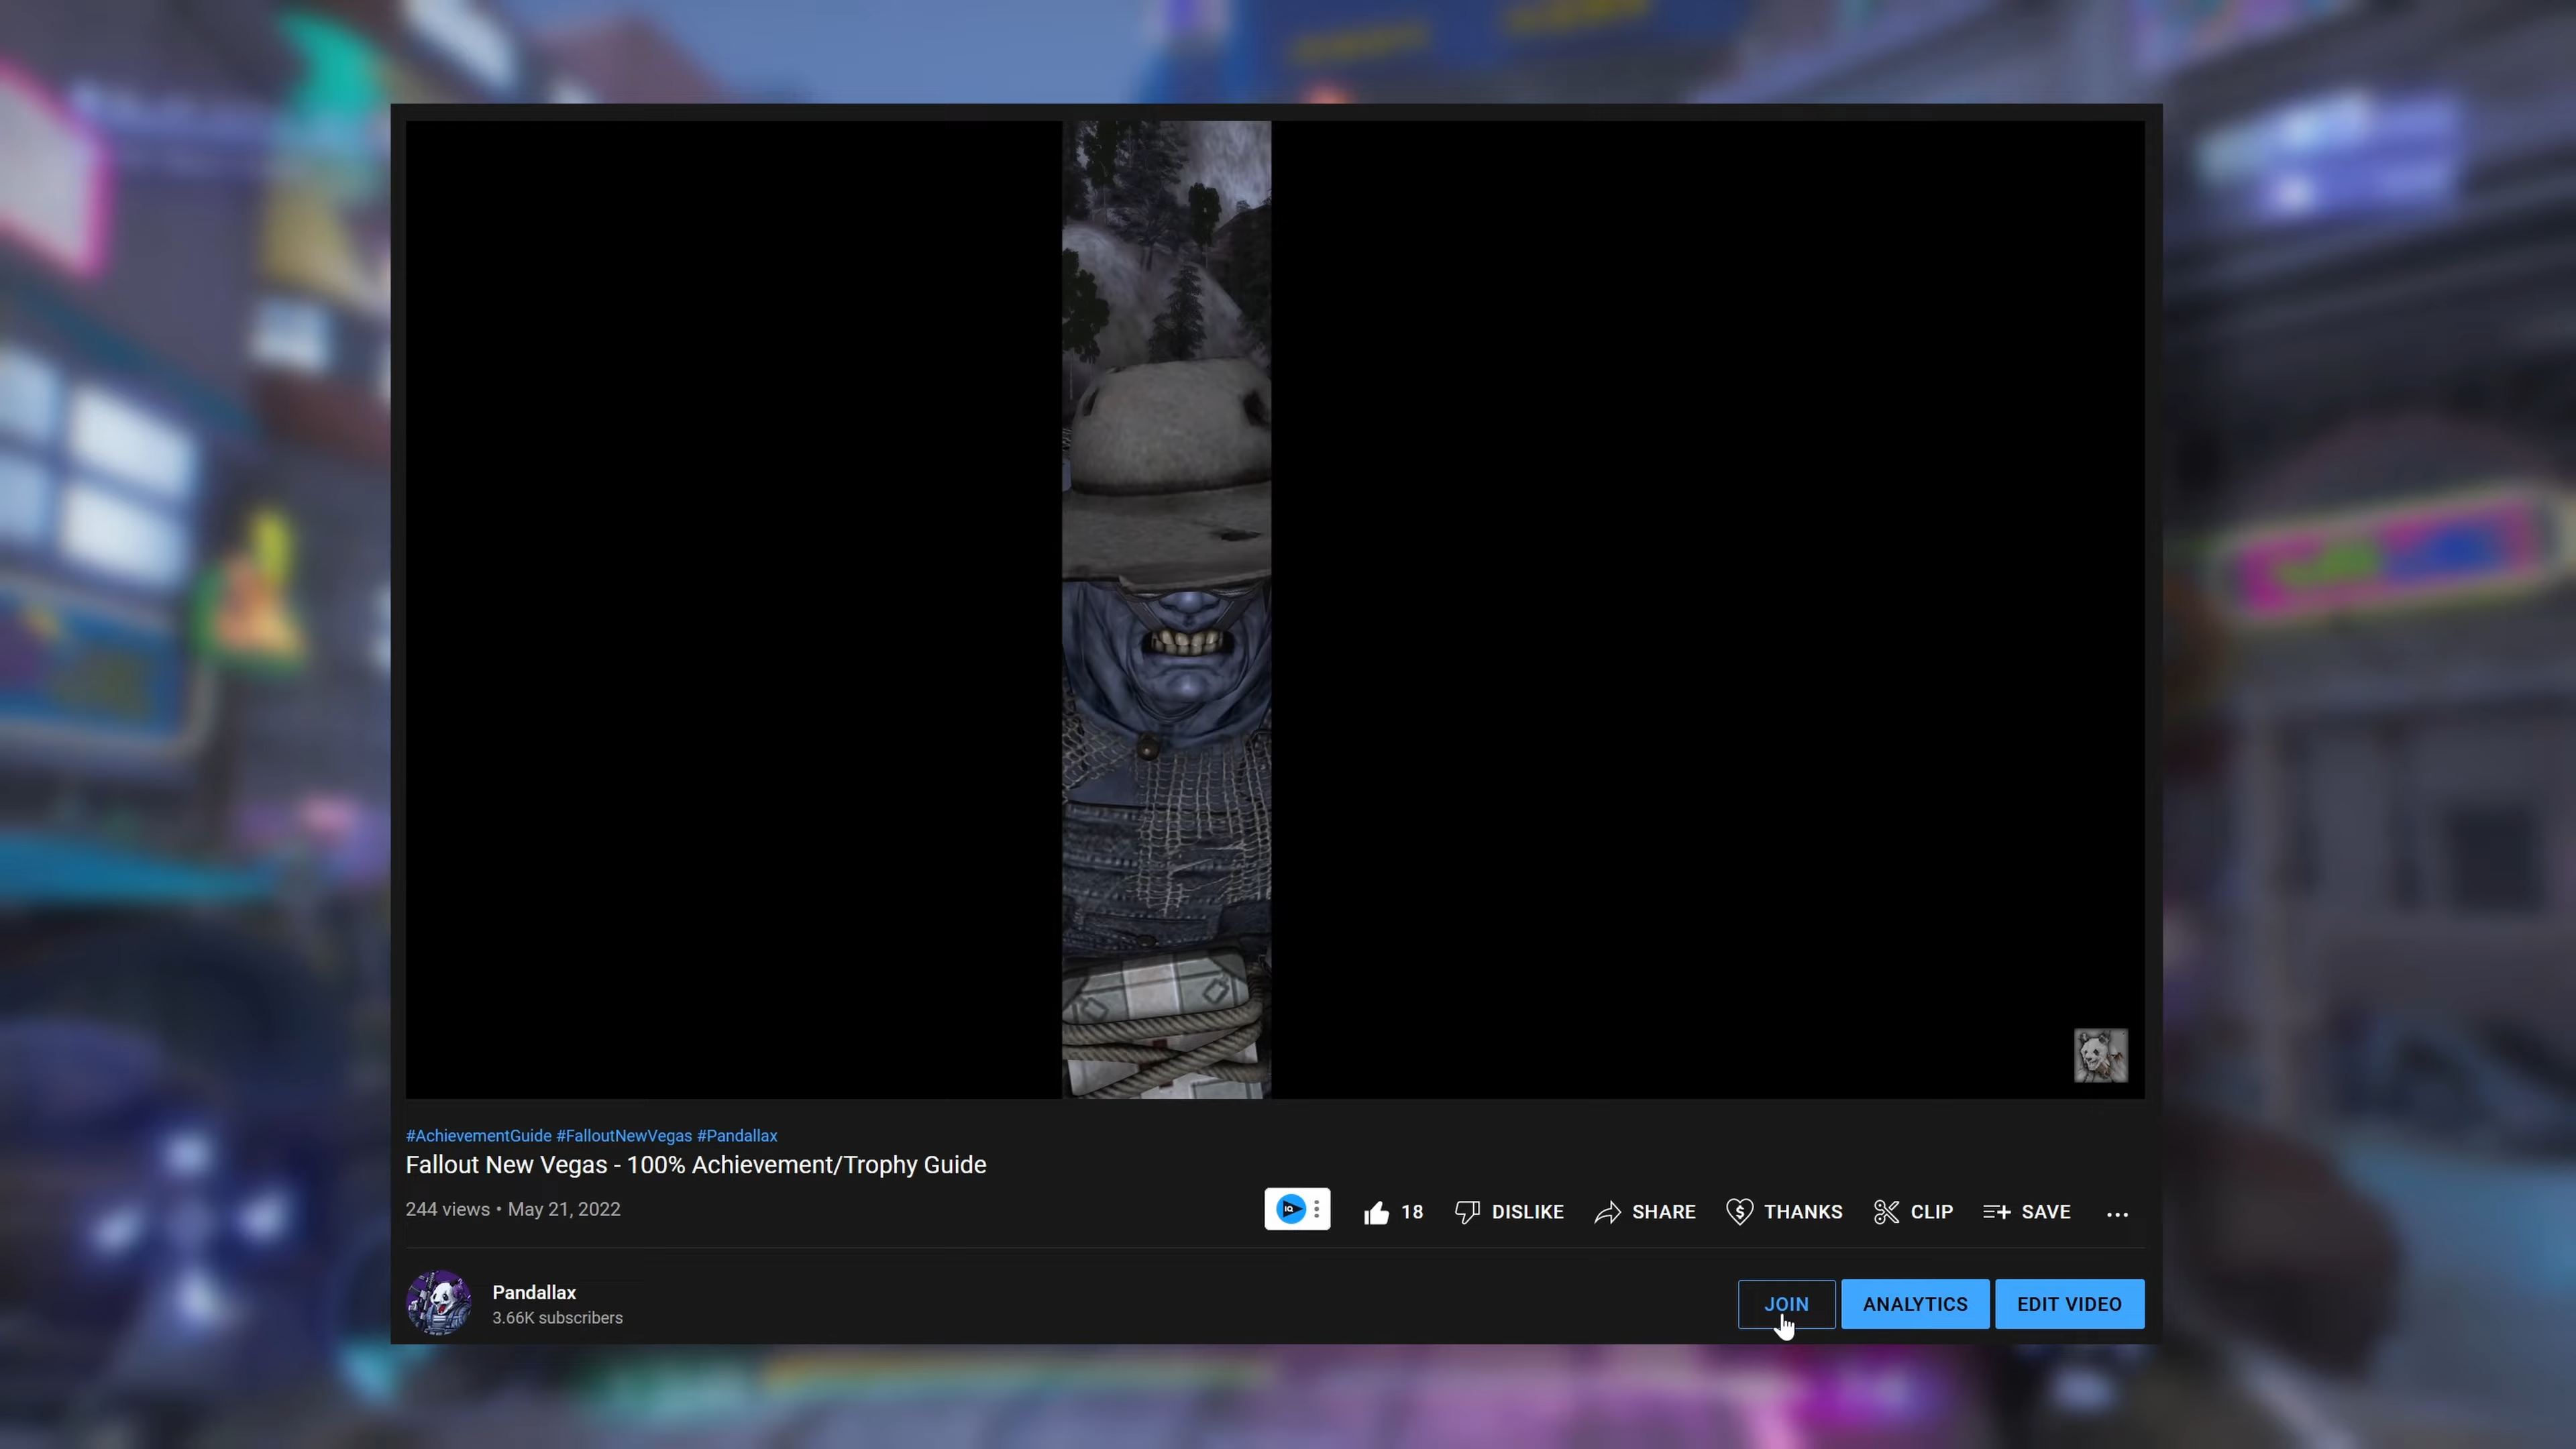 #AchievementGuide #FalloutNewVegas #Pandallax
Fallout New Vegas - 100% Achievement/Trophy Guide
244 views • May 21, 2022
IQ
18
DISLIKE
SHARE
THANKS
CLIP
SAVE
Pandallax
3.66K subscribers
JOIN
ANALYTICS
EDIT VIDEO